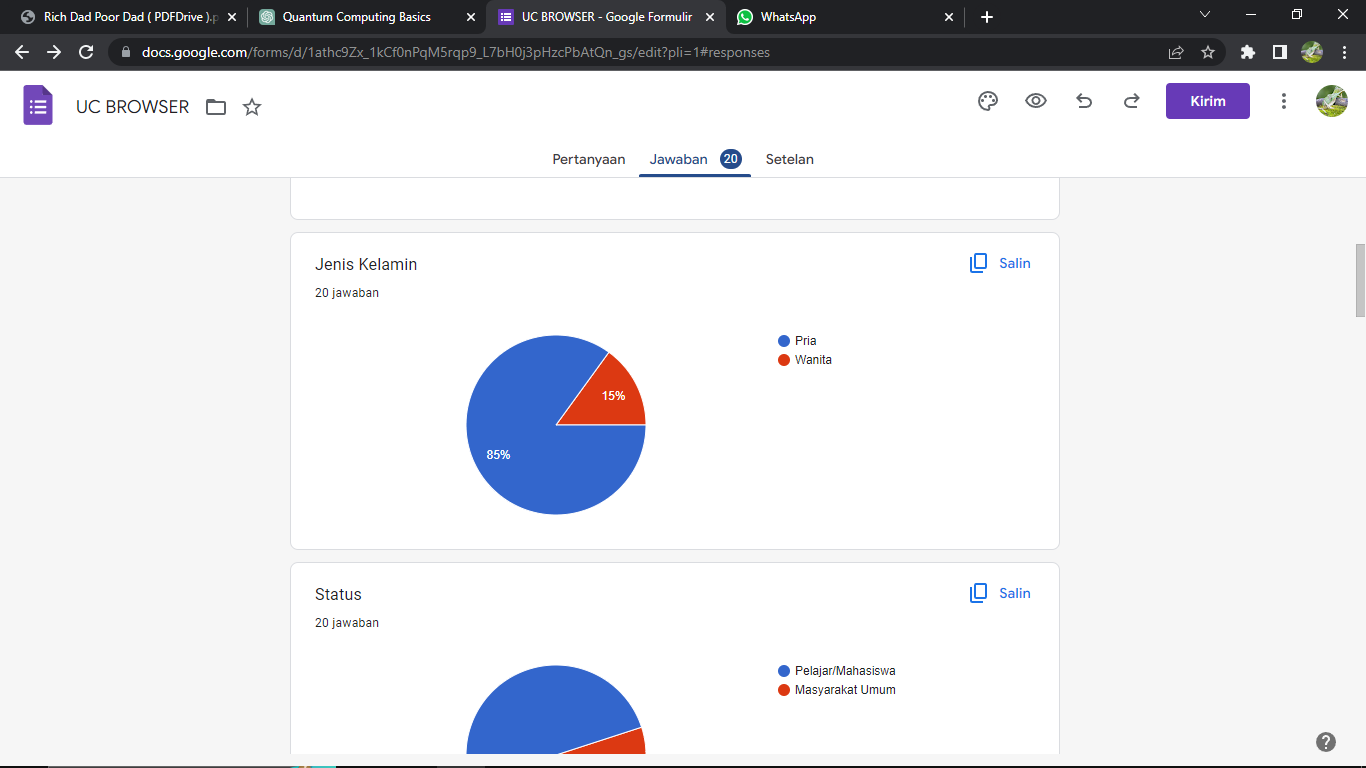 Rich Dad Poor Dad ( PDFDrive ).p
Quantum Computing Basics
UC BROWSER - Google Formulir
WhatsApp
docs.google.com/forms/d/1athc9Zx_1kCf0nPqM5rqp9_L7bH0j3pHzcPbAtQn_gs/edit?pli=1#responses
UC BROWSER
Kirim
Pertanyaan
Jawaban 20
Setelan
Jenis Kelamin
Salin
20 jawaban
Pria
Wanita
15%
85%
Status
Salin
20 jawaban
Pelajar/Mahasiswa
Masyarakat Umum